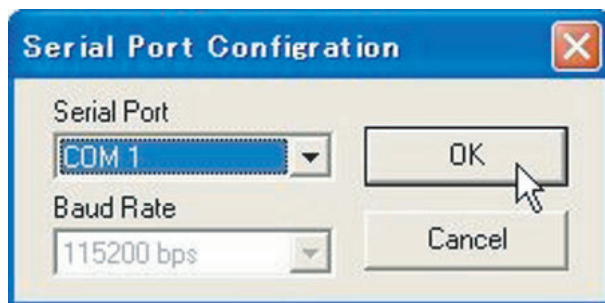 Serial Port Configration
Serial Port
COM 1
OK
Baud Rate
115200 bps
Cancel